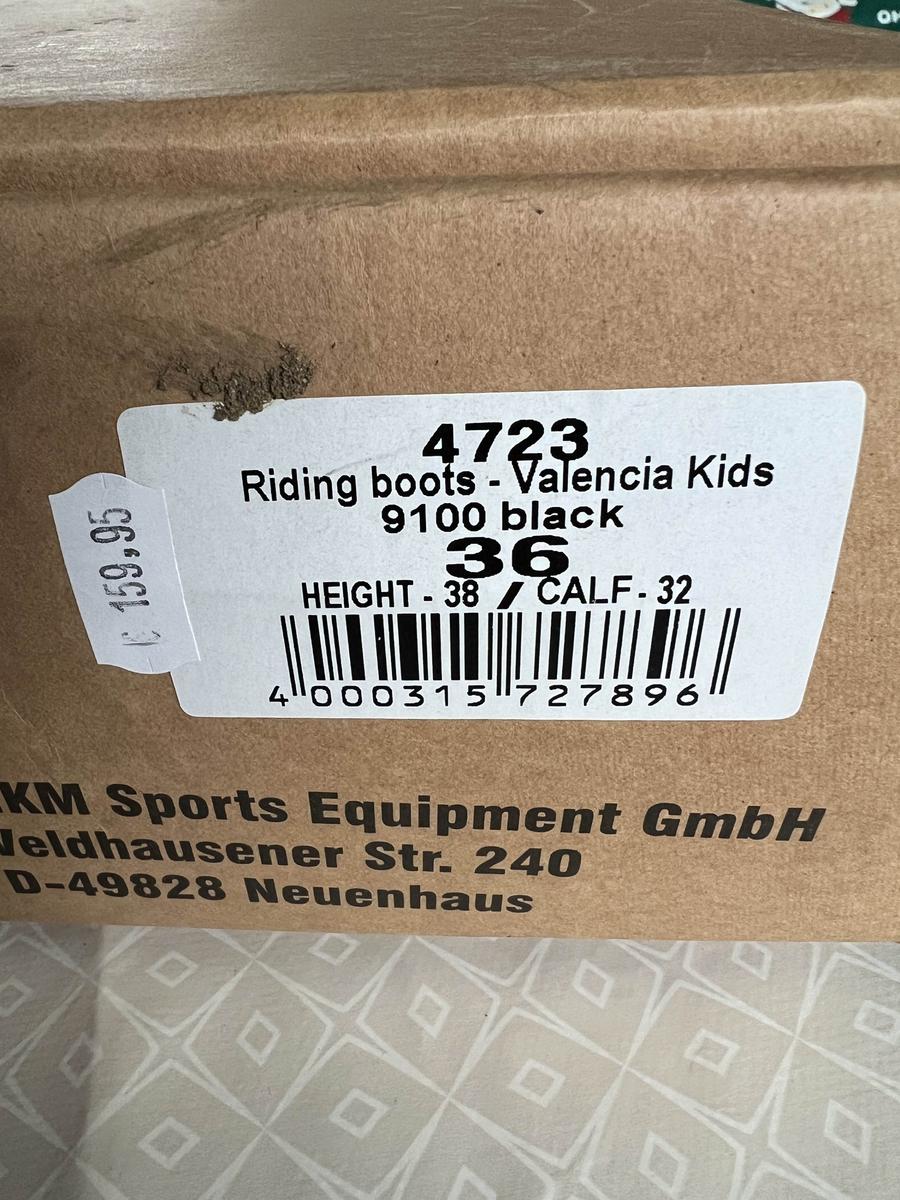 4723
Riding boots - Valencia Kids
9100 black
36
HEIGHT - 38 / CALF - 32
4 000315 727896
€ 159,95
KM Sports Equipment GmbH
Veldhausener Str. 240
D-49828 Neuenhaus